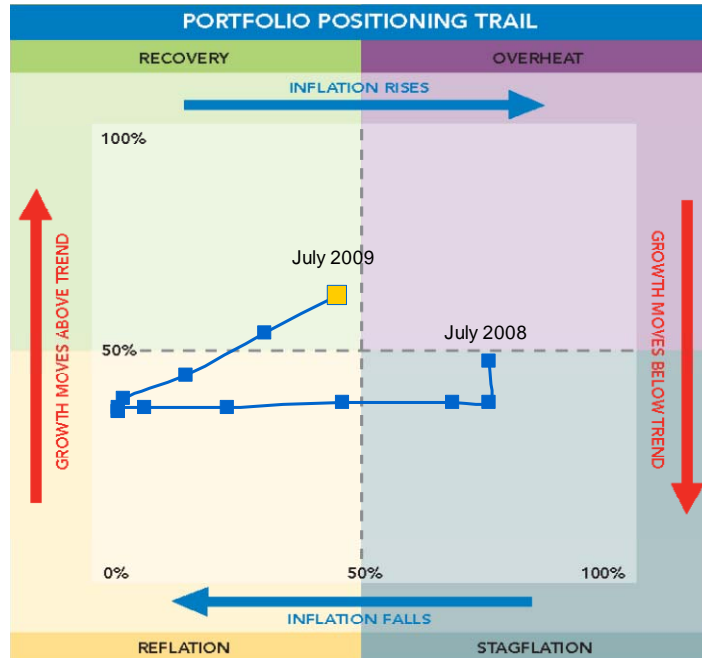 PORTFOLIO POSITIONING TRAIL
RECOVERY
OVERHEAT
INFLATION RISES
100%
GROWTH MOVES ABOVE TREND
GROWTH MOVES BELOW TREND
July 2009
July 2008
50%
0%
50%
100%
INFLATION FALLS
REFLATION
STAGFLATION